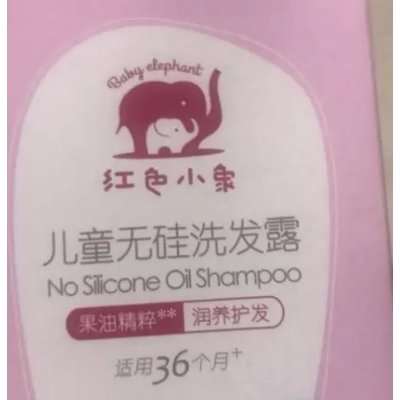 Baby elephant
红色小象
儿童无硅洗发露
No Silicone Oil Shampoo
果油精粹** 润养护发
适用36个月+